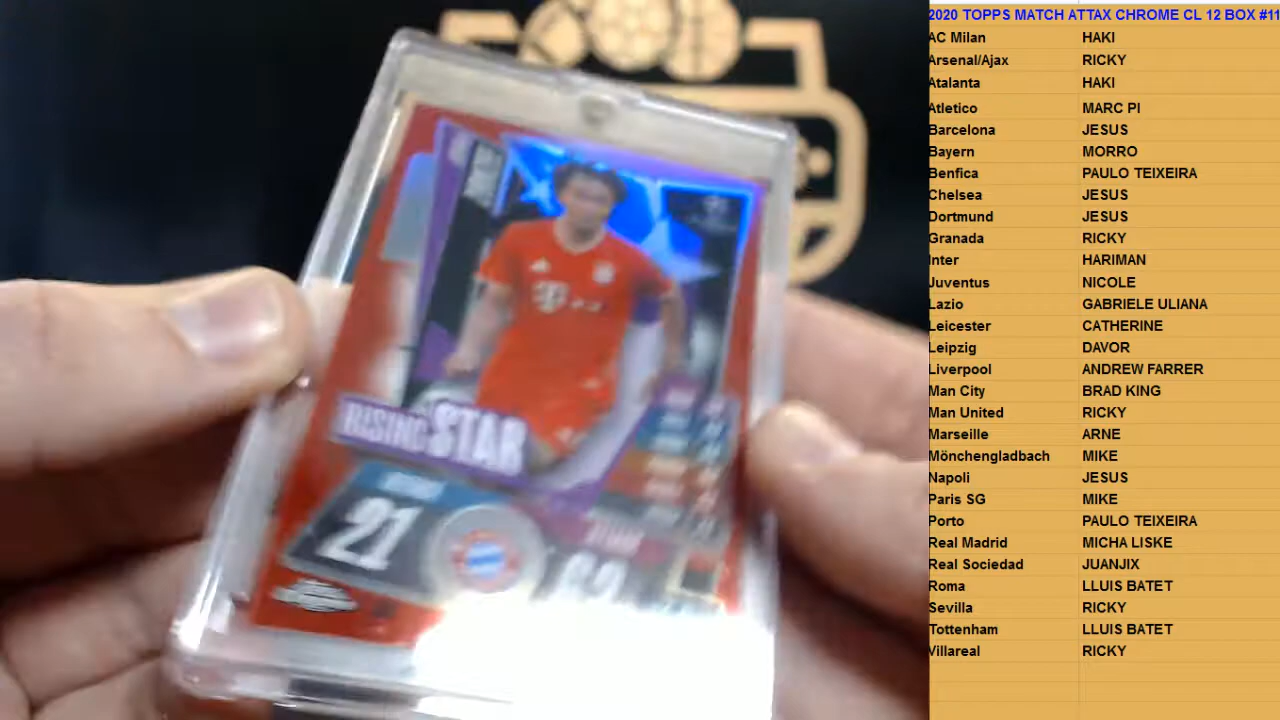 2020 TOPPS MATCH ATTAX CHROME CL 12 BOX #11
AC Milan HAKI
Arsenal/Ajax RICKY
Atalanta HAKI
Atletico MARC PI
Barcelona JESUS
Bayern MORRO
Benfica PAULO TEIXEIRA
Chelsea JESUS
Dortmund JESUS
Granada RICKY
Inter HARIMAN
Juventus NICOLE
Lazio GABRIELE ULIANA
Leicester CATHERINE
Leipzig DAVOR
Liverpool ANDREW FARRER
Man City BRAD KING
Man United RICKY
Marseille ARNE
Mönchengladbach MIKE
Napoli JESUS
Paris SG MIKE
Porto PAULO TEIXEIRA
Real Madrid MICHA LISKE
Real Sociedad JUANJIX
Roma LLUIS BATET
Sevilla RICKY
Tottenham LLUIS BATET
Villareal RICKY
RISING STAR
21